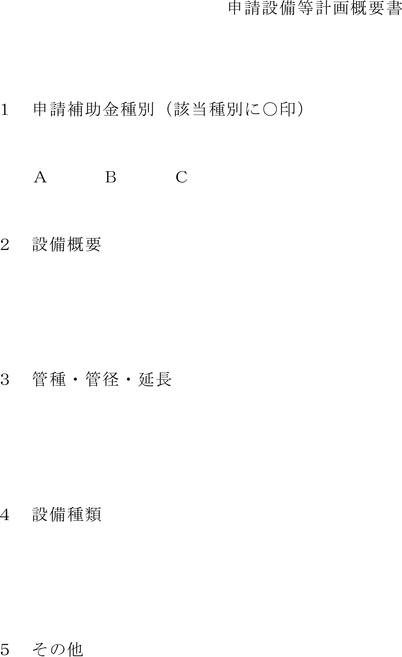 申請設備等計画概要書
1　申請補助金種別（該当種別に○印）
A　B　C
2　設備概要
3　管種・管径・延長
4　設備種類
5　その他